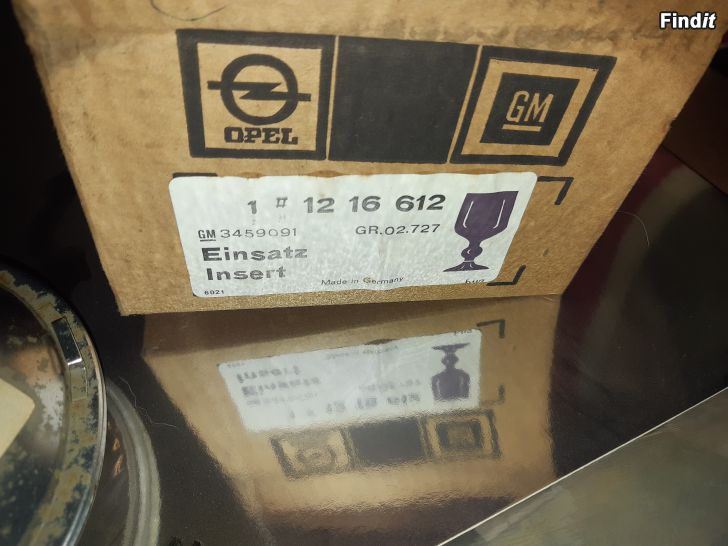 Findit
OPEL
GM
1 # 12 16 612
GM 3459091 GR.02.727
Einsatz
Insert
Made in Germany
6021